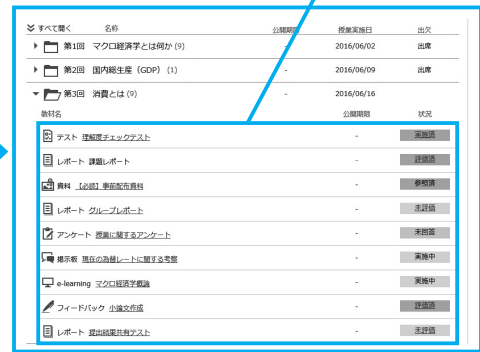 すべて開く 名称 公開期限 授業実施日 出欠
第1回 マクロ経済学とは何か (9) - 2016/06/02 出席
第2回 国内総生産（GDP） (1) - 2016/06/09 出席
第3回 消費とは (9) - 2016/06/16
教材名 公開期限 状況
テスト 理解度チェックテスト - 実施済
レポート 課題レポート - 評価済
資料 【必読】事前配布資料 - 参照済
レポート グループレポート - 未評価
アンケート 授業に関するアンケート - 未回答
掲示板 現在の為替レートに関する考察 - 実施中
e-learning マクロ経済学概論 - 実施中
フィードバック 小論文作成 - 評価済
レポート 提出結果共有テスト - 未評価